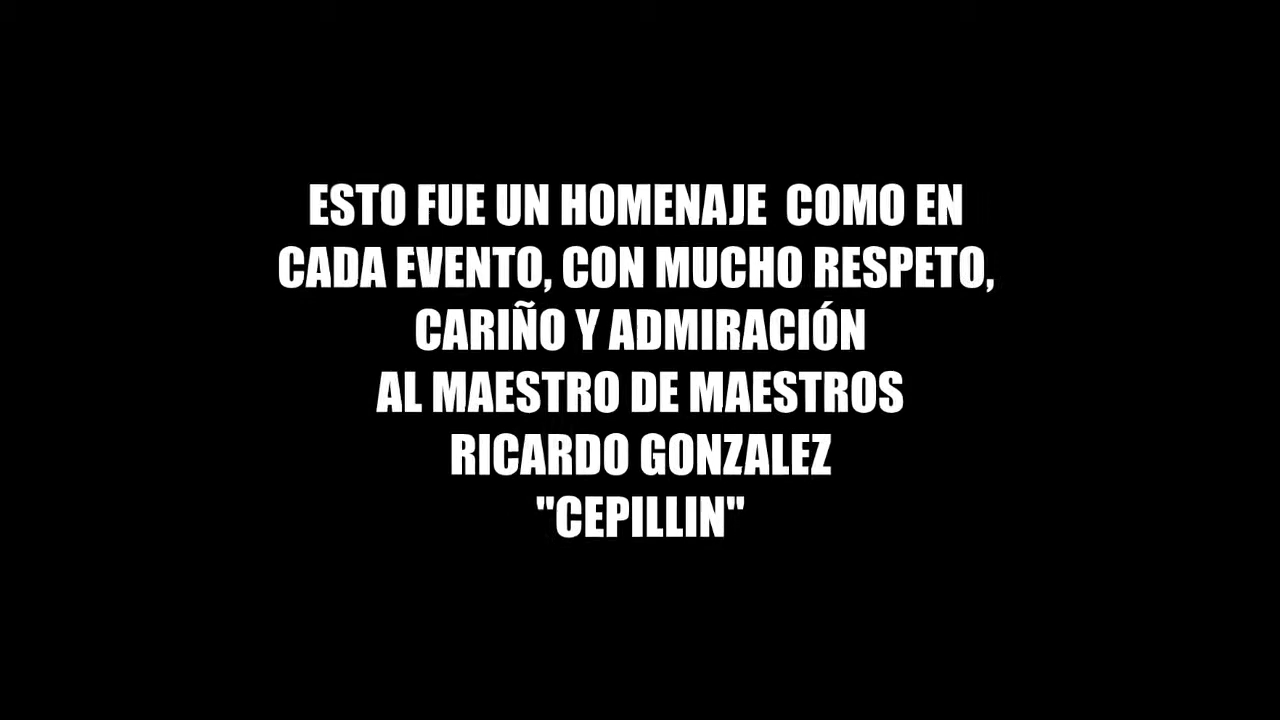 ESTO FUE UN HOMENAJE  COMO EN
CADA EVENTO, CON MUCHO RESPETO,
CARIÑO Y ADMIRACIÓN
AL MAESTRO DE MAESTROS
RICARDO GONZALEZ
"CEPILLIN"